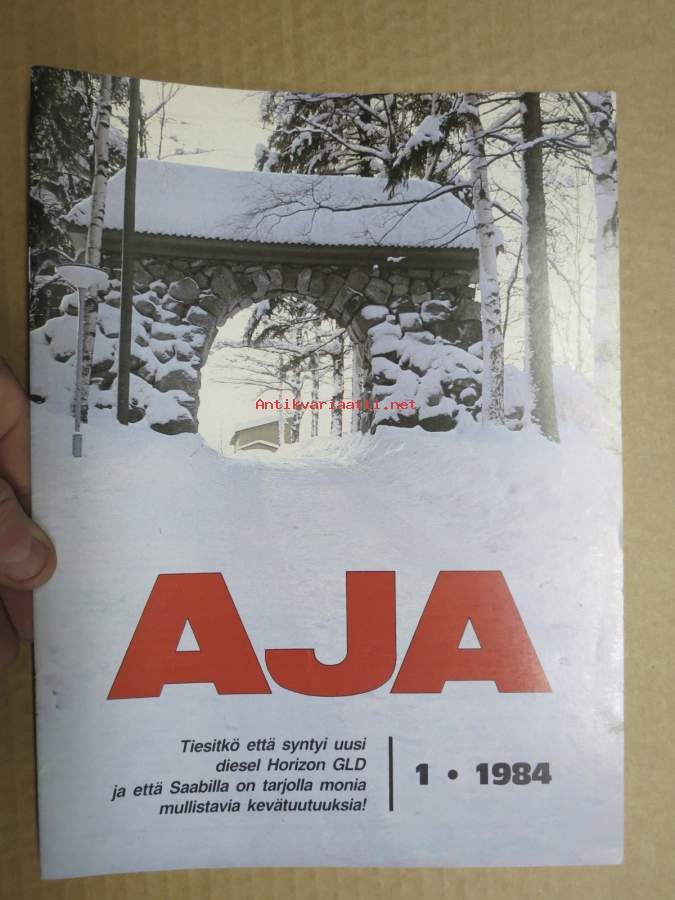 Antikvariaatti.net
AJA
Tiesitkö että syntyi uusi
diesel Horizon GLD
ja että Saabilla on tarjolla monia
mullistavia kevätuutuuksia!
1 • 1984